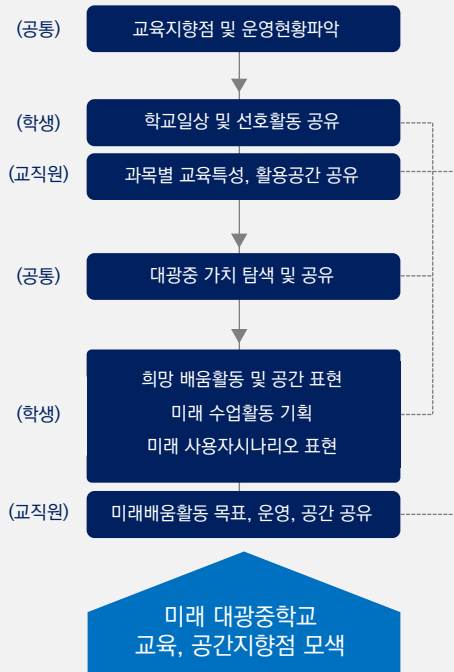 (공통)
교육지향점 및 운영현황파악
(학생)
학교일상 및 선호활동 공유
(교직원)
과목별 교육특성, 활용공간 공유
(공통)
대광중 가치 탐색 및 공유
(학생)
희망 배움활동 및 공간 표현
미래 수업활동 기획
미래 사용자시나리오 표현
(교직원)
미래배움활동 목표, 운영, 공간 공유
미래 대광중학교
교육, 공간지향점 모색